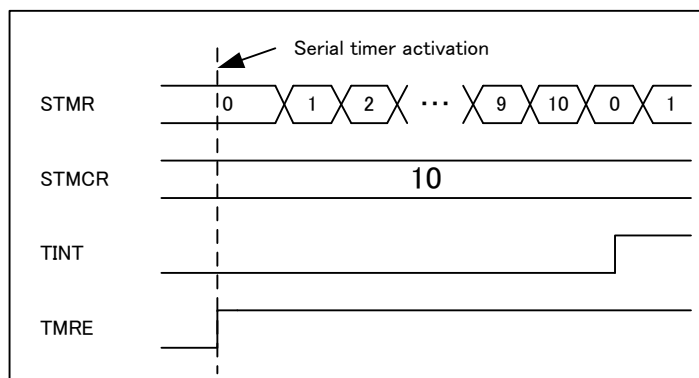 Serial timer activation
STMR 0 1 2 ··· 9 10 0 1
STMCR 10
TINT
TMRE